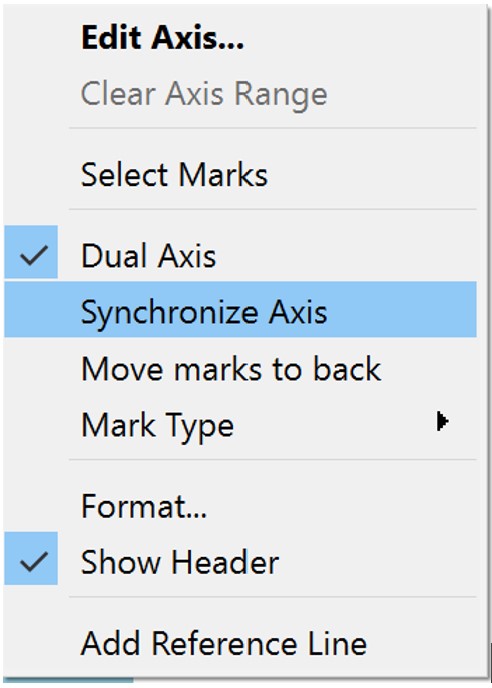 Edit Axis...
Clear Axis Range
Select Marks
Dual Axis
Synchronize Axis
Move marks to back
Mark Type
Format...
Show Header
Add Reference Line